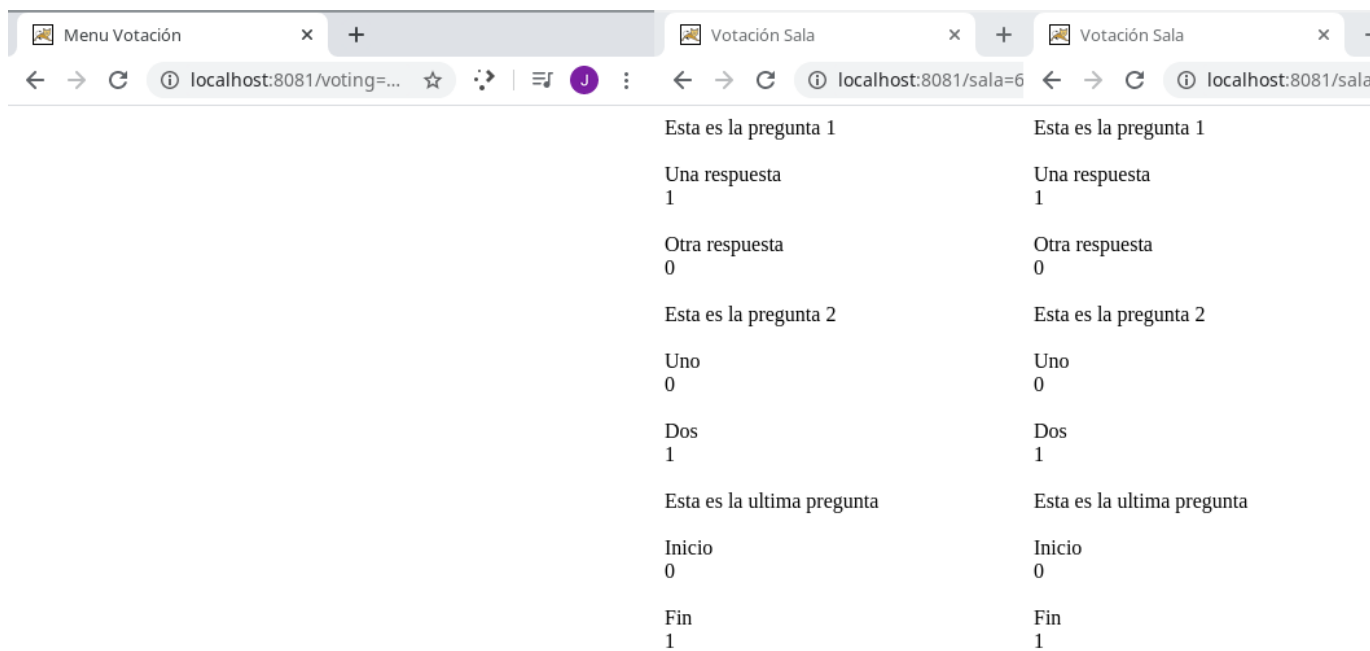 Menu Votación
localhost:8081/voting=...
J
Votación Sala
localhost:8081/sala=6
Esta es la pregunta 1
Una respuesta
1
Otra respuesta
0
Esta es la pregunta 2
Uno
0
Dos
1
Esta es la ultima pregunta
Inicio
0
Fin
1
Votación Sala
localhost:8081/sala
Esta es la pregunta 1
Una respuesta
1
Otra respuesta
0
Esta es la pregunta 2
Uno
0
Dos
1
Esta es la ultima pregunta
Inicio
0
Fin
1